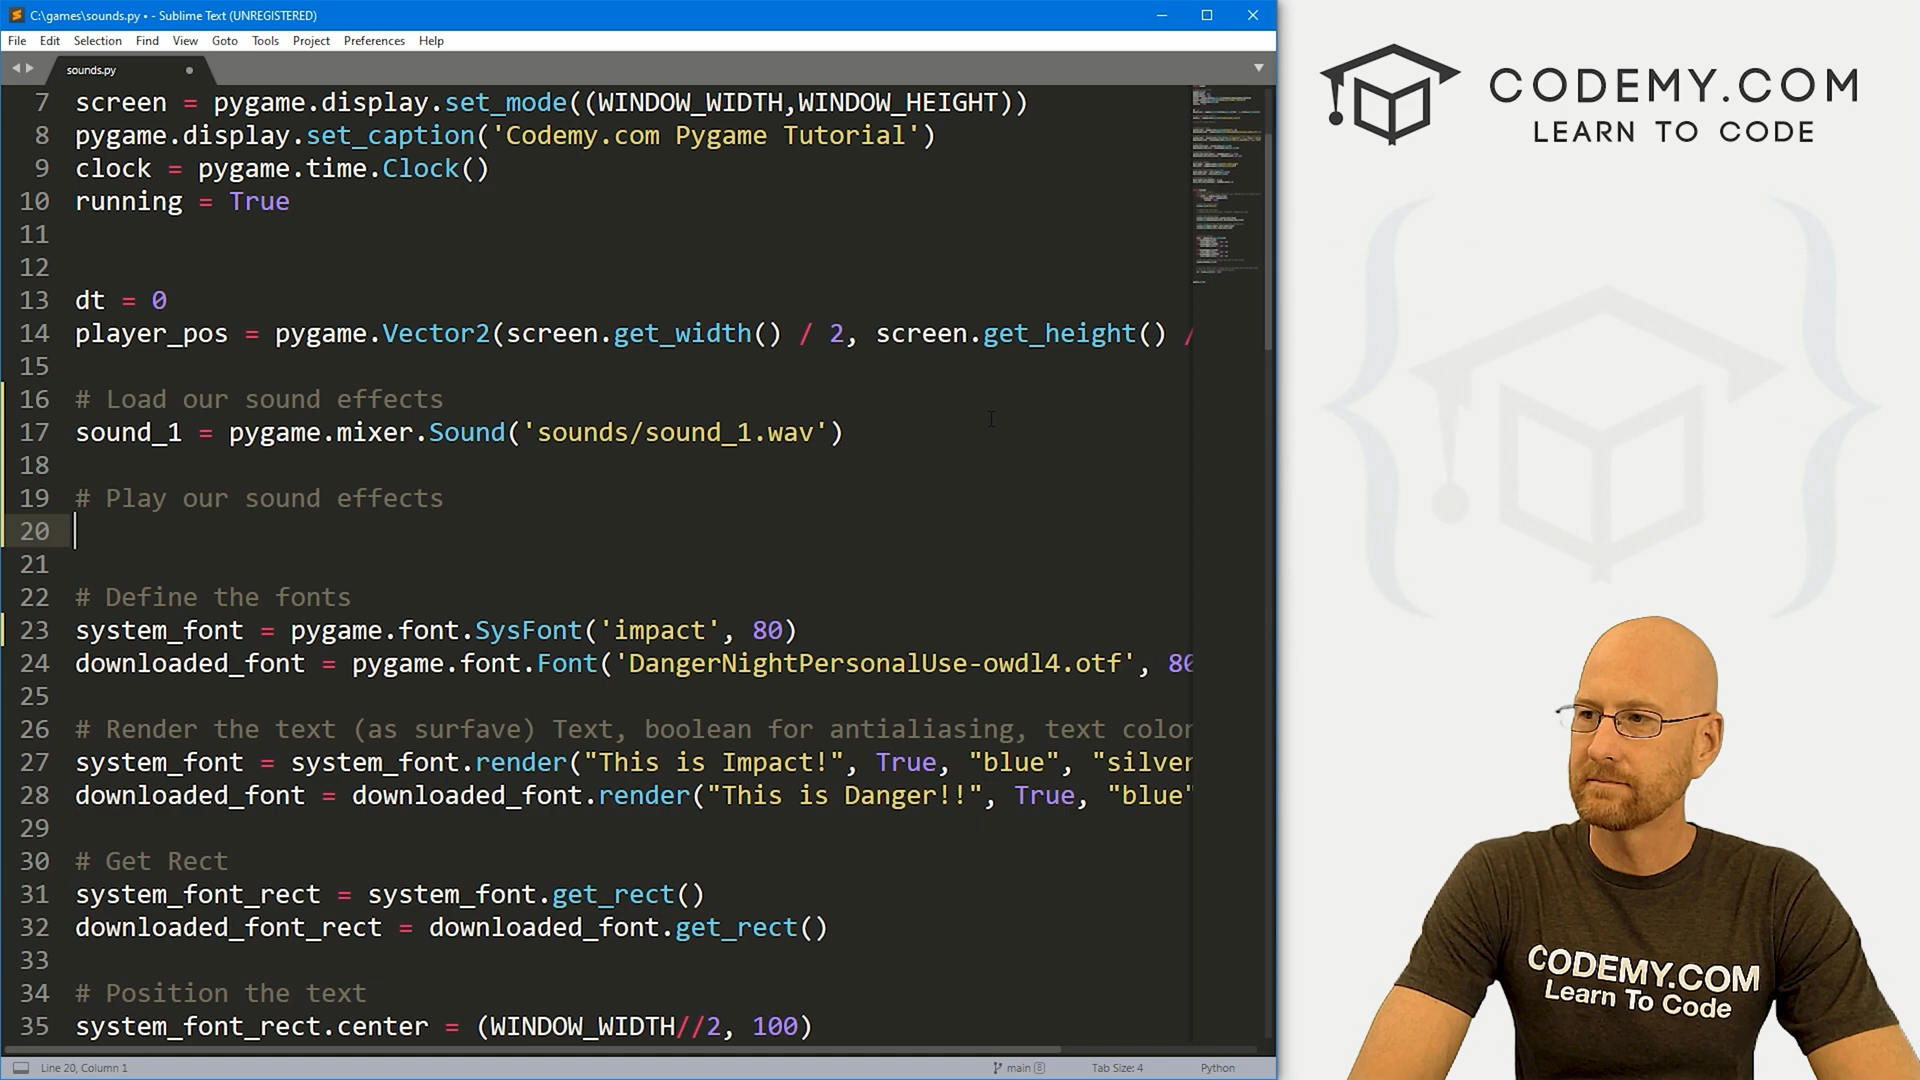 C:\games\sounds.py • - Sublime Text (UNREGISTERED)
File Edit Selection Find View Goto Tools Project Preferences Help
sounds.py
7 screen = pygame.display.set_mode((WINDOW_WIDTH,WINDOW_HEIGHT))
8 pygame.display.set_caption('Codemy.com Pygame Tutorial')
9 clock = pygame.time.Clock()
10 running = True
11
12
13 dt = 0
14 player_pos = pygame.Vector2(screen.get_width() / 2, screen.get_height() /
15
16 # Load our sound effects
17 sound_1 = pygame.mixer.Sound('sounds/sound_1.wav')
18
19 # Play our sound effects
20
21
22 # Define the fonts
23 system_font = pygame.font.SysFont('impact', 80)
24 downloaded_font = pygame.font.Font('DangerNightPersonalUse-owdl4.otf', 80
25
26 # Render the text (as surfave) Text, boolean for antialiasing, text color
27 system_font = system_font.render("This is Impact!", True, "blue", "silver
28 downloaded_font = downloaded_font.render("This is Danger!!", True, "blue"
29
30 # Get Rect
31 system_font_rect = system_font.get_rect()
32 downloaded_font_rect = downloaded_font.get_rect()
33
34 # Position the text
35 system_font_rect.center = (WINDOW_WIDTH//2, 100)
Line 20, Column 1 main 8 Tab Size: 4 Python
CODEMY.COM
LEARN TO CODE
CODEMY.COM
Learn To Code